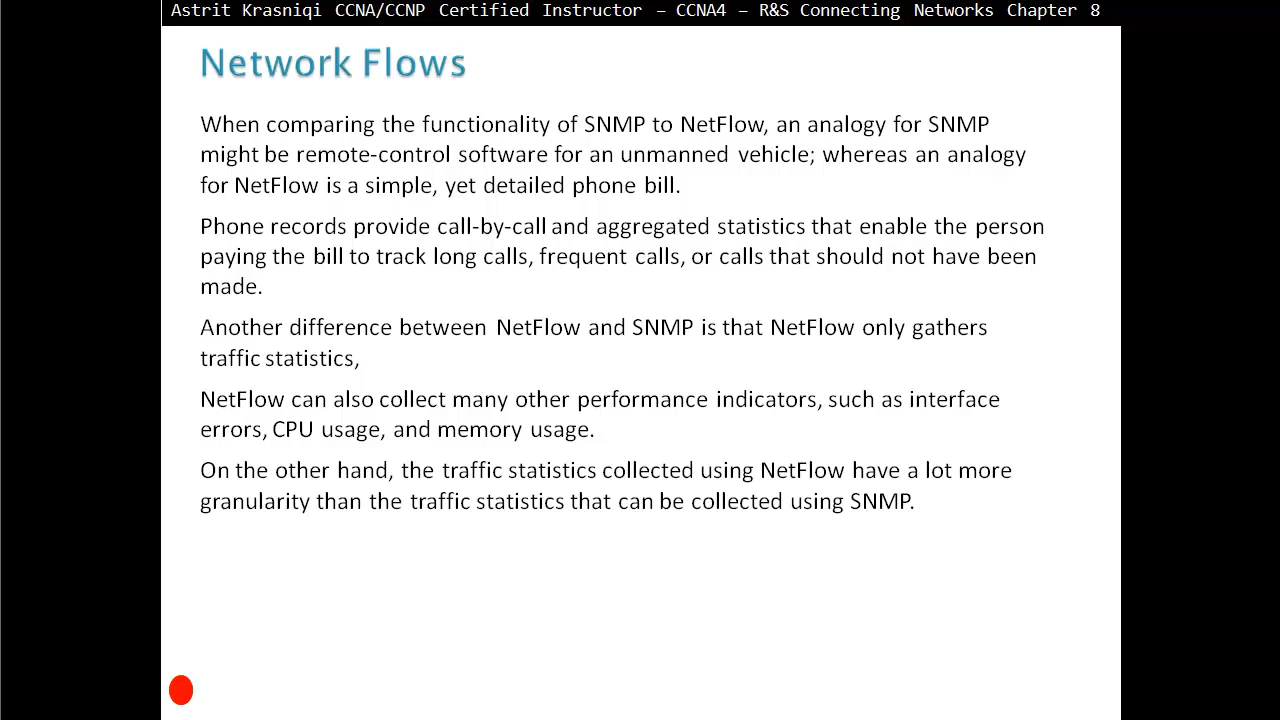 Astrit Krasniqi CCNA/CCNP Certified Instructor – CCNA4 – R&S Connecting Networks Chapter 8
Network Flows
When comparing the functionality of SNMP to NetFlow, an analogy for SNMP
might be remote-control software for an unmanned vehicle; whereas an analogy
for NetFlow is a simple, yet detailed phone bill.
Phone records provide call-by-call and aggregated statistics that enable the person
paying the bill to track long calls, frequent calls, or calls that should not have been
made.
Another difference between NetFlow and SNMP is that NetFlow only gathers
traffic statistics,
NetFlow can also collect many other performance indicators, such as interface
errors, CPU usage, and memory usage.
On the other hand, the traffic statistics collected using NetFlow have a lot more
granularity than the traffic statistics that can be collected using SNMP.